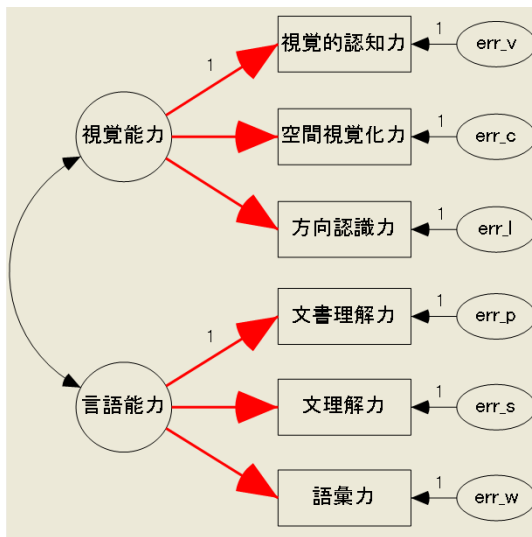 1
視覚的認知力
1
err_v
視覚能力
空間視覚化力
1
err_c
方向認識力
1
err_l
1
文書理解力
1
err_p
言語能力
文理解力
1
err_s
語彙力
1
err_w